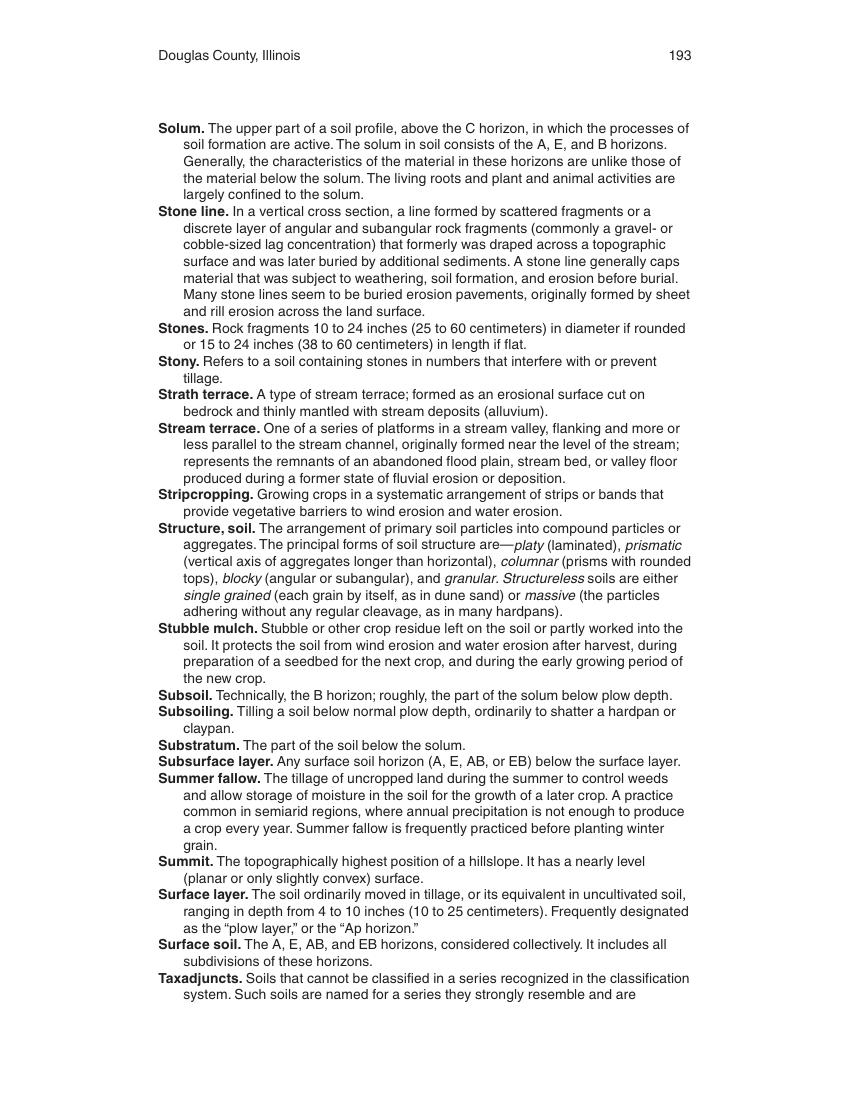 Douglas County, Illinois 193
Solum. The upper part of a soil profile, above the C horizon, in which the processes of
soil formation are active. The solum in soil consists of the A, E, and B horizons.
Generally, the characteristics of the material in these horizons are unlike those of
the material below the solum. The living roots and plant and animal activities are
largely confined to the solum.
Stone line. In a vertical cross section, a line formed by scattered fragments or a
discrete layer of angular and subangular rock fragments (commonly a gravel- or
cobble-sized lag concentration) that formerly was draped across a topographic
surface and was later buried by additional sediments. A stone line generally caps
material that was subject to weathering, soil formation, and erosion before burial.
Many stone lines seem to be buried erosion pavements, originally formed by sheet
and rill erosion across the land surface.
Stones. Rock fragments 10 to 24 inches (25 to 60 centimeters) in diameter if rounded
or 15 to 24 inches (38 to 60 centimeters) in length if flat.
Stony. Refers to a soil containing stones in numbers that interfere with or prevent
tillage.
Strath terrace. A type of stream terrace; formed as an erosional surface cut on
bedrock and thinly mantled with stream deposits (alluvium).
Stream terrace. One of a series of platforms in a stream valley, flanking and more or
less parallel to the stream channel, originally formed near the level of the stream;
represents the remnants of an abandoned flood plain, stream bed, or valley floor
produced during a former state of fluvial erosion or deposition.
Stripcropping. Growing crops in a systematic arrangement of strips or bands that
provide vegetative barriers to wind erosion and water erosion.
Structure, soil. The arrangement of primary soil particles into compound particles or
aggregates. The principal forms of soil structure are—platy (laminated), prismatic
(vertical axis of aggregates longer than horizontal), columnar (prisms with rounded
tops), blocky (angular or subangular), and granular. Structureless soils are either
single grained (each grain by itself, as in dune sand) or massive (the particles
adhering without any regular cleavage, as in many hardpans).
Stubble mulch. Stubble or other crop residue left on the soil or partly worked into the
soil. It protects the soil from wind erosion and water erosion after harvest, during
preparation of a seedbed for the next crop, and during the early growing period of
the new crop.
Subsoil. Technically, the B horizon; roughly, the part of the solum below plow depth.
Subsoiling. Tilling a soil below normal plow depth, ordinarily to shatter a hardpan or
claypan.
Substratum. The part of the soil below the solum.
Subsurface layer. Any surface soil horizon (A, E, AB, or EB) below the surface layer.
Summer fallow. The tillage of uncropped land during the summer to control weeds
and allow storage of moisture in the soil for the growth of a later crop. A practice
common in semiarid regions, where annual precipitation is not enough to produce
a crop every year. Summer fallow is frequently practiced before planting winter
grain.
Summit. The topographically highest position of a hillslope. It has a nearly level
(planar or only slightly convex) surface.
Surface layer. The soil ordinarily moved in tillage, or its equivalent in uncultivated soil,
ranging in depth from 4 to 10 inches (10 to 25 centimeters). Frequently designated
as the “plow layer,” or the “Ap horizon.”
Surface soil. The A, E, AB, and EB horizons, considered collectively. It includes all
subdivisions of these horizons.
Taxadjuncts. Soils that cannot be classified in a series recognized in the classification
system. Such soils are named for a series they strongly resemble and are